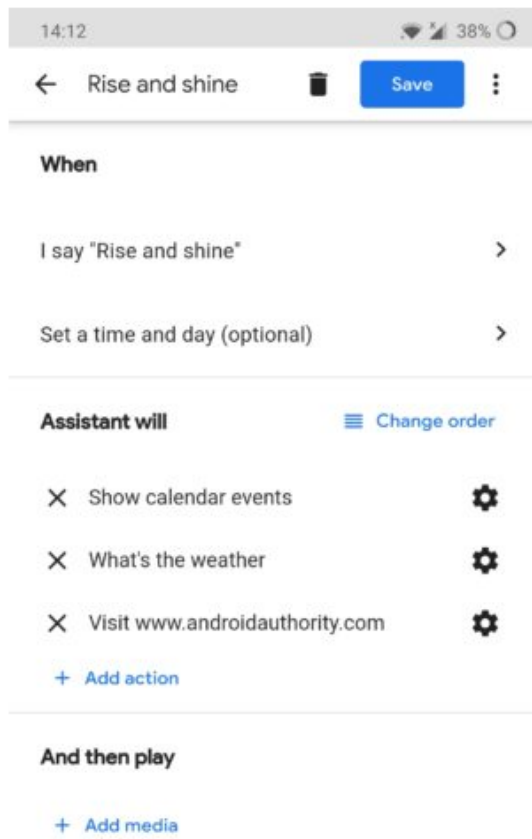 14:12 38%
Rise and shine Save
When
I say "Rise and shine"
Set a time and day (optional)
Assistant will Change order
Show calendar events
What's the weather
Visit www.androidauthority.com
+ Add action
And then play
+ Add media